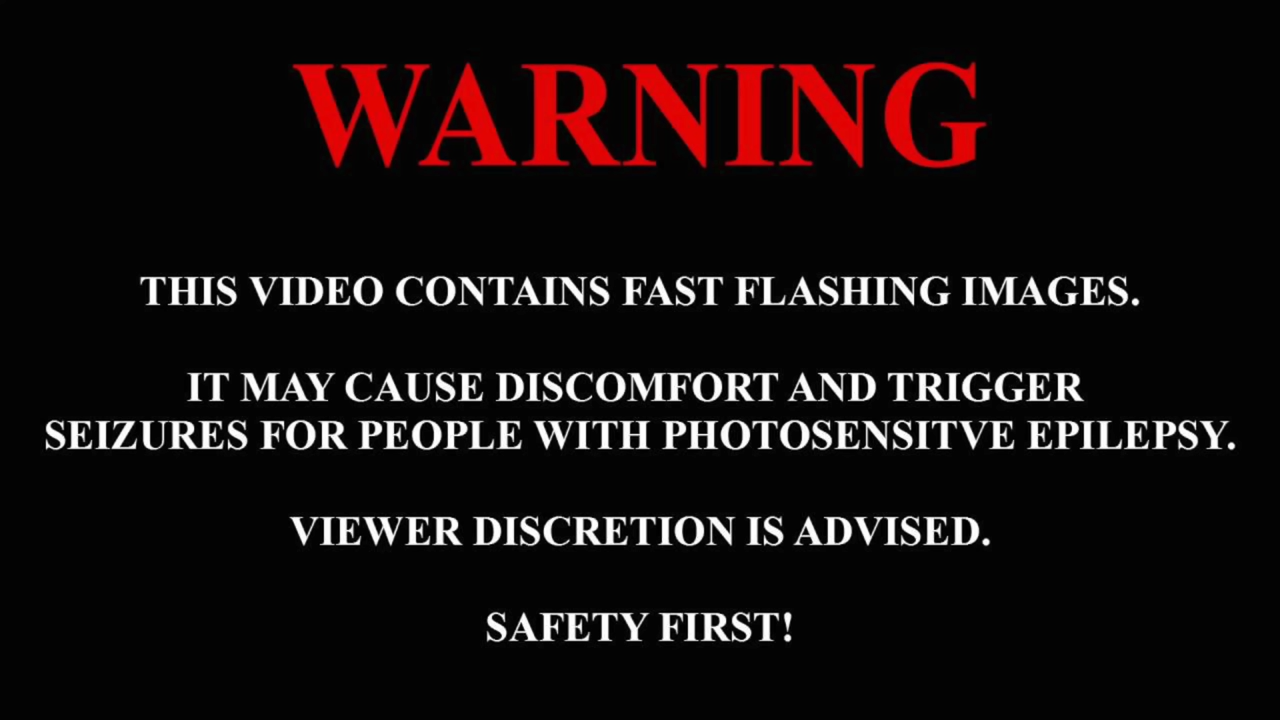 WARNING
THIS VIDEO CONTAINS FAST FLASHING IMAGES.
IT MAY CAUSE DISCOMFORT AND TRIGGER
SEIZURES FOR PEOPLE WITH PHOTOSENSITVE EPILEPSY.
VIEWER DISCRETION IS ADVISED.
SAFETY FIRST!